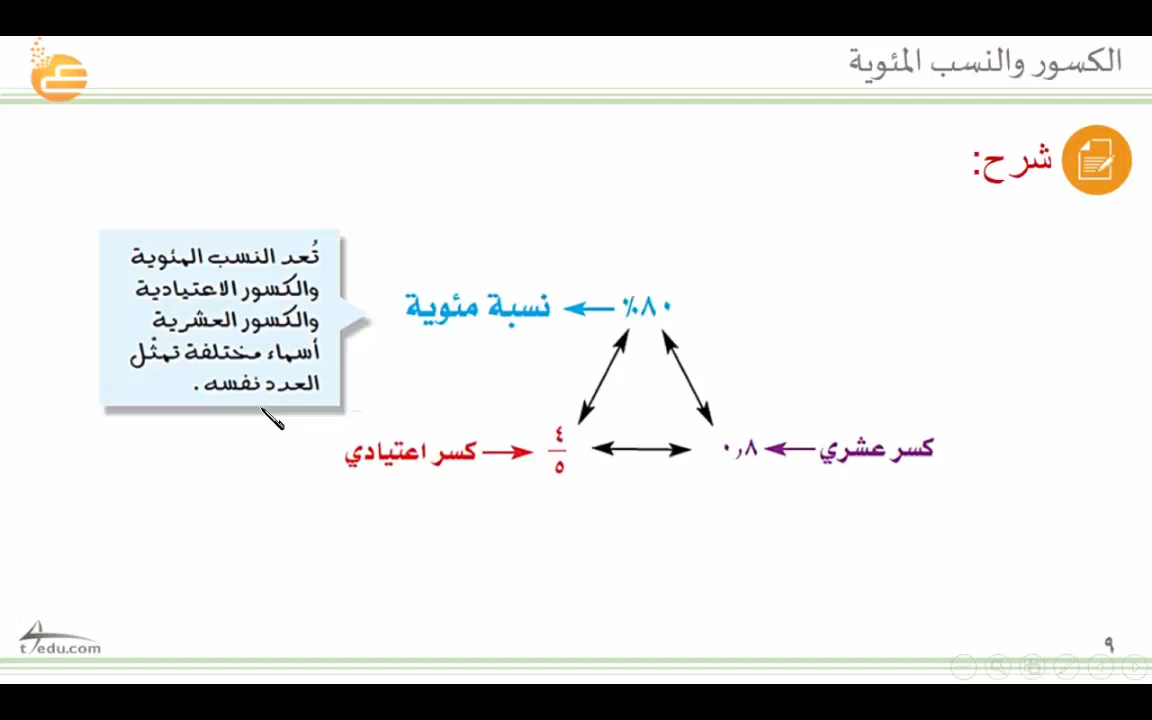 الكسور والنسب المئوية
شرح:
تُعد النسب المئوية
والكسور الاعتيادية
والكسور العشرية
أسماء مختلفة تمثّل
العدد نفسه.
٨٠٪ نسبة مئوية
كسر عشري ٠٫٨
٤
٥
كسر اعتيادي
t4edu.com
٩